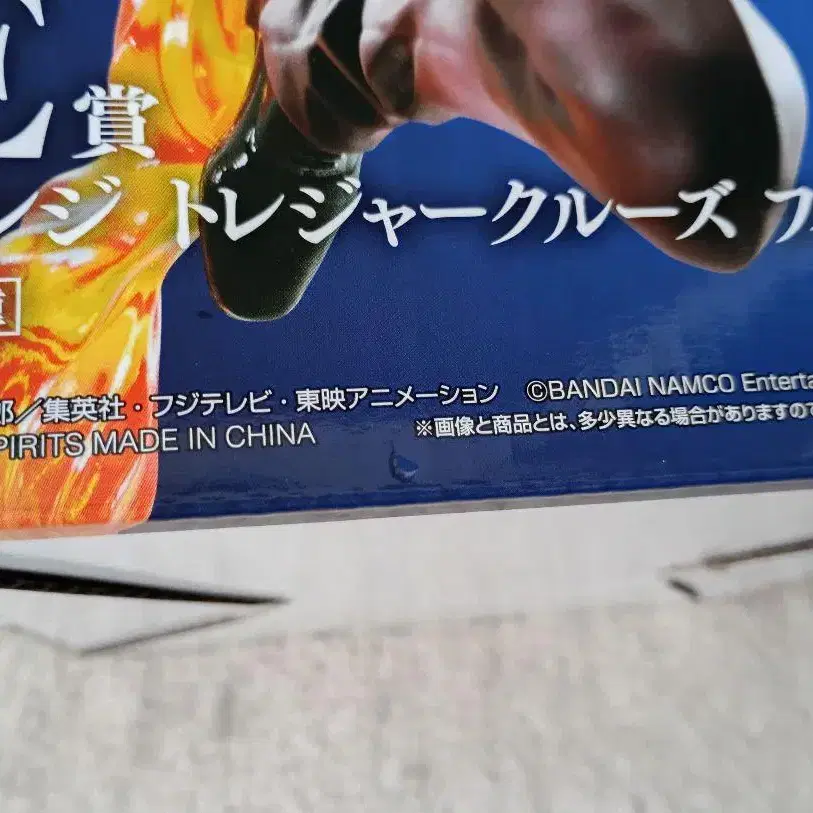 賞
ンジ トレジャークルーズ フ
郎／集英社・フジテレビ・東映アニメーション ©BANDAI NAMCO Enterta
PIRITS MADE IN CHINA
※画像と商品とは、多少異なる場合がありますので